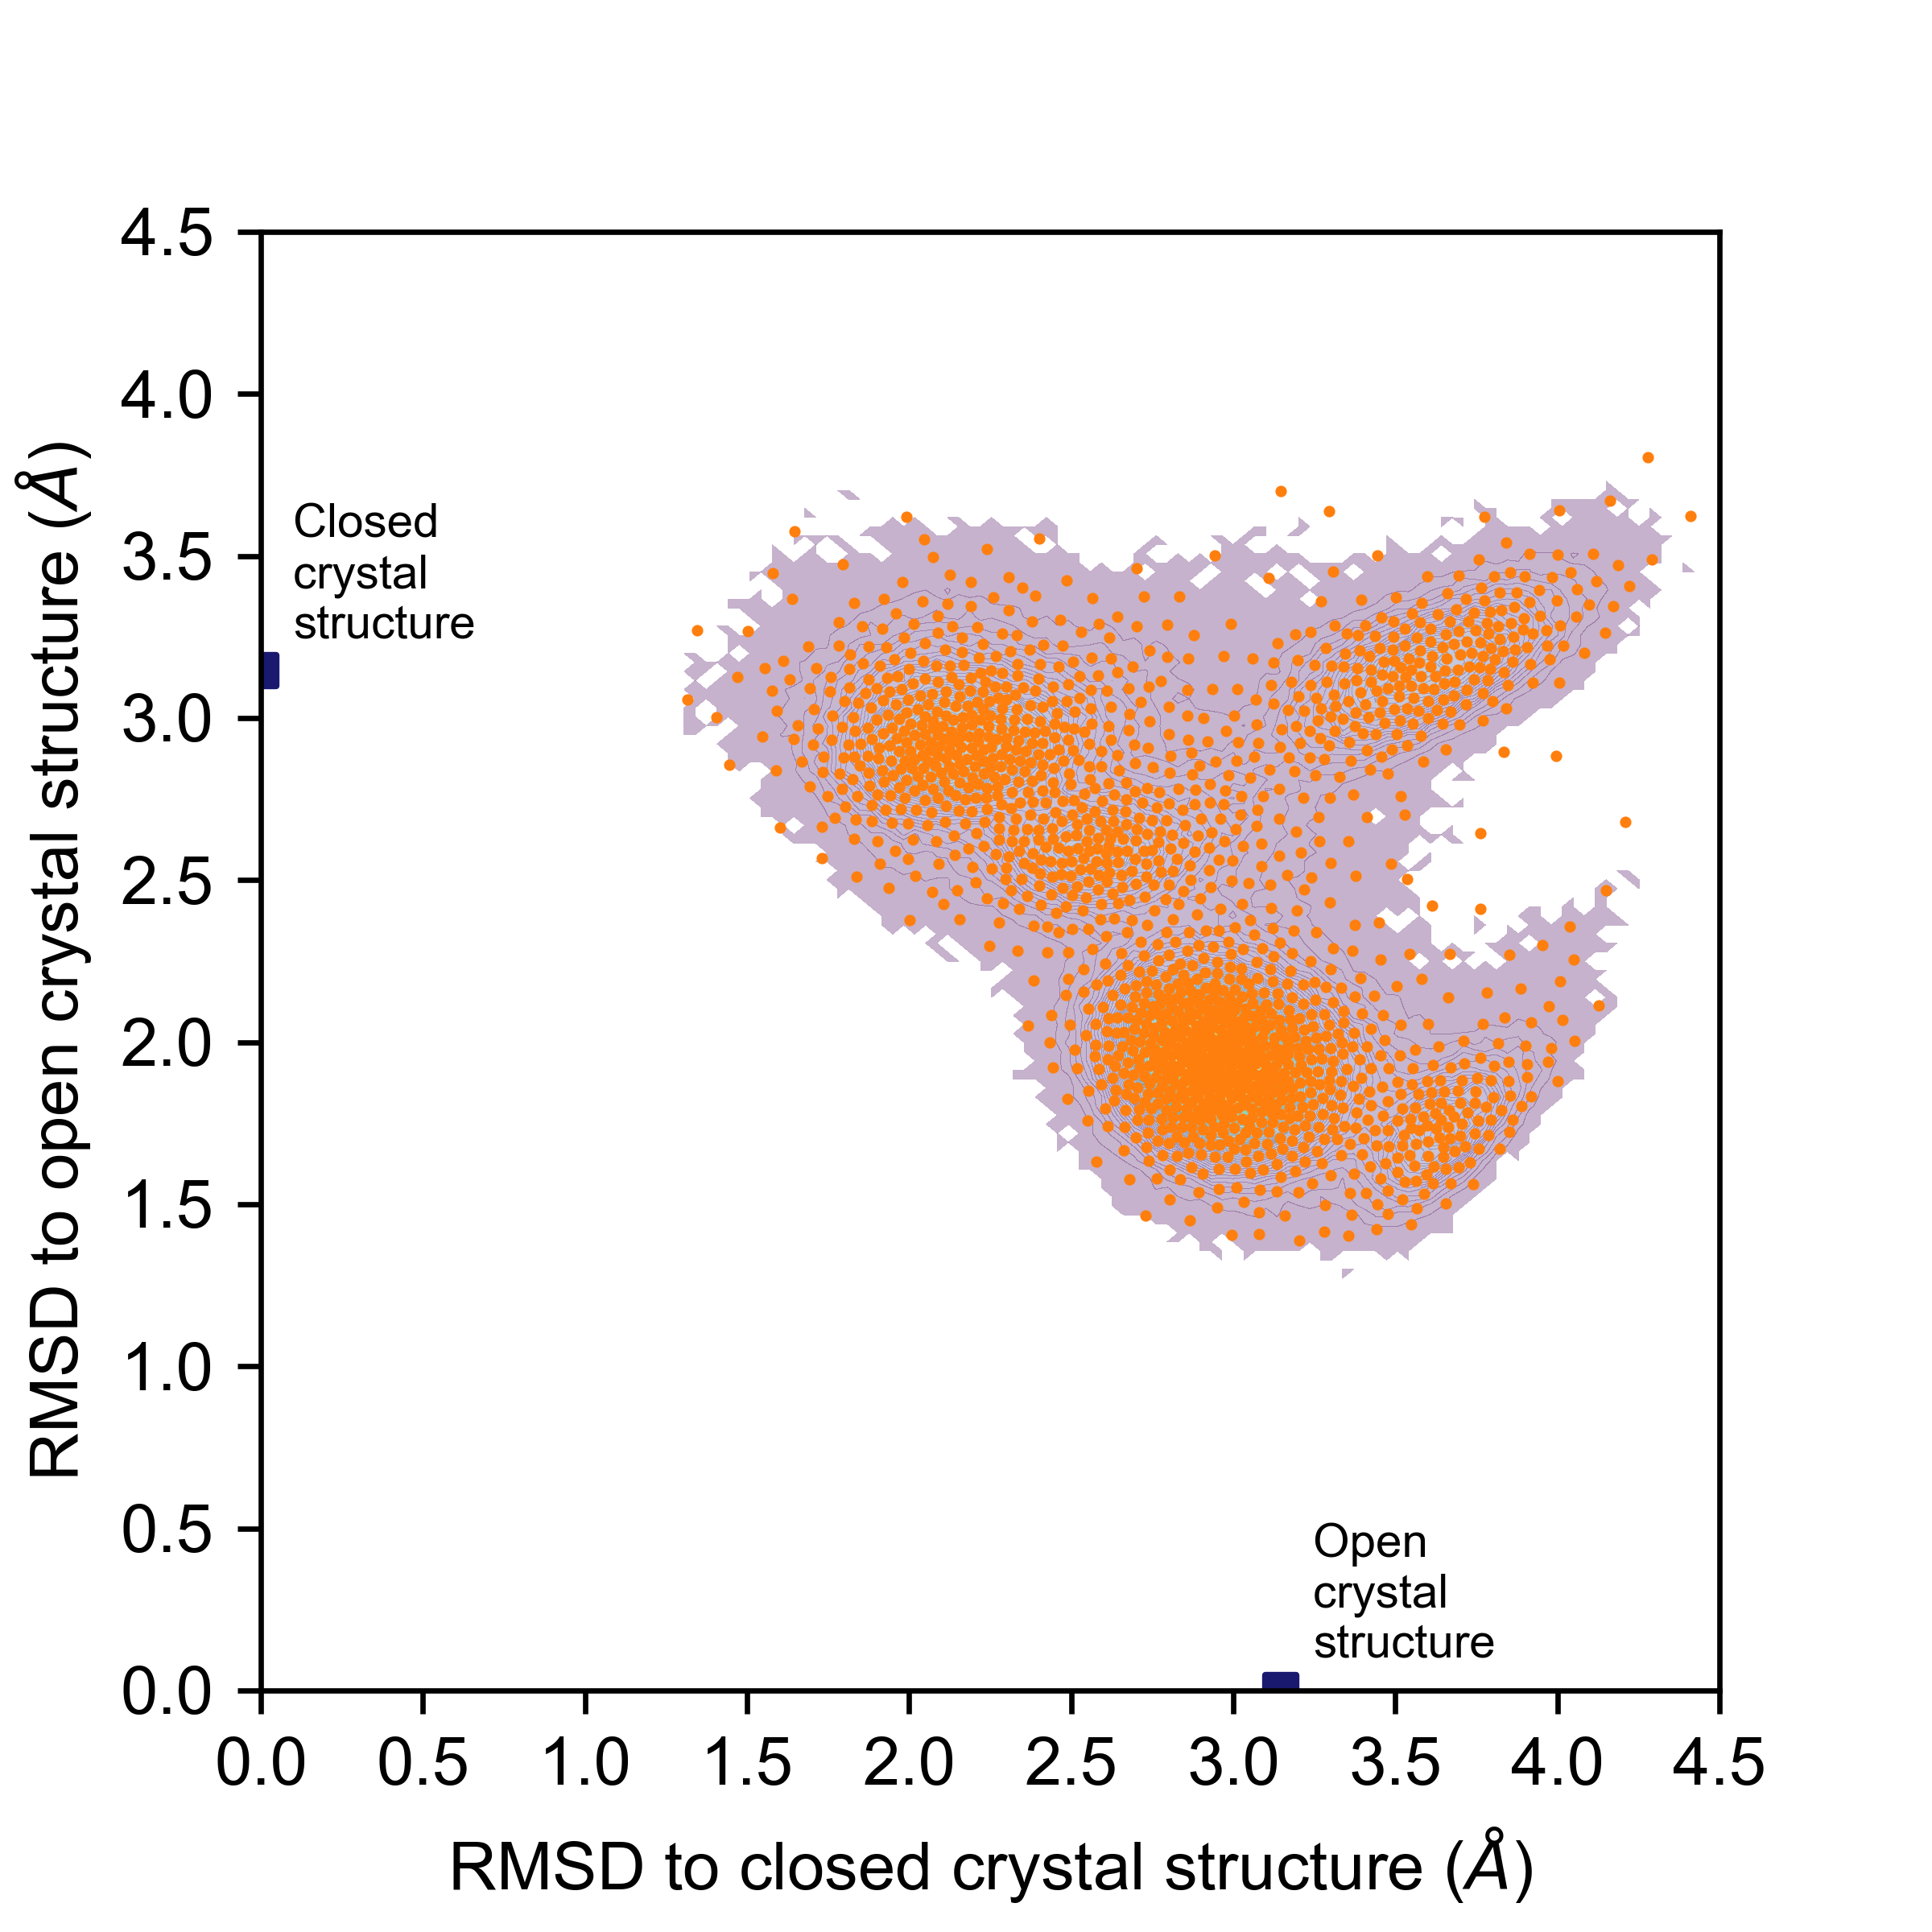 4.5
4.0
3.5
3.0
2.5
2.0
1.5
1.0
0.5
0.0
RMSD to open crystal structure (Å)
Closed
crystal
structure
Open
crystal
structure
0.0 0.5 1.0 1.5 2.0 2.5 3.0 3.5 4.0 4.5
RMSD to closed crystal structure (Å)